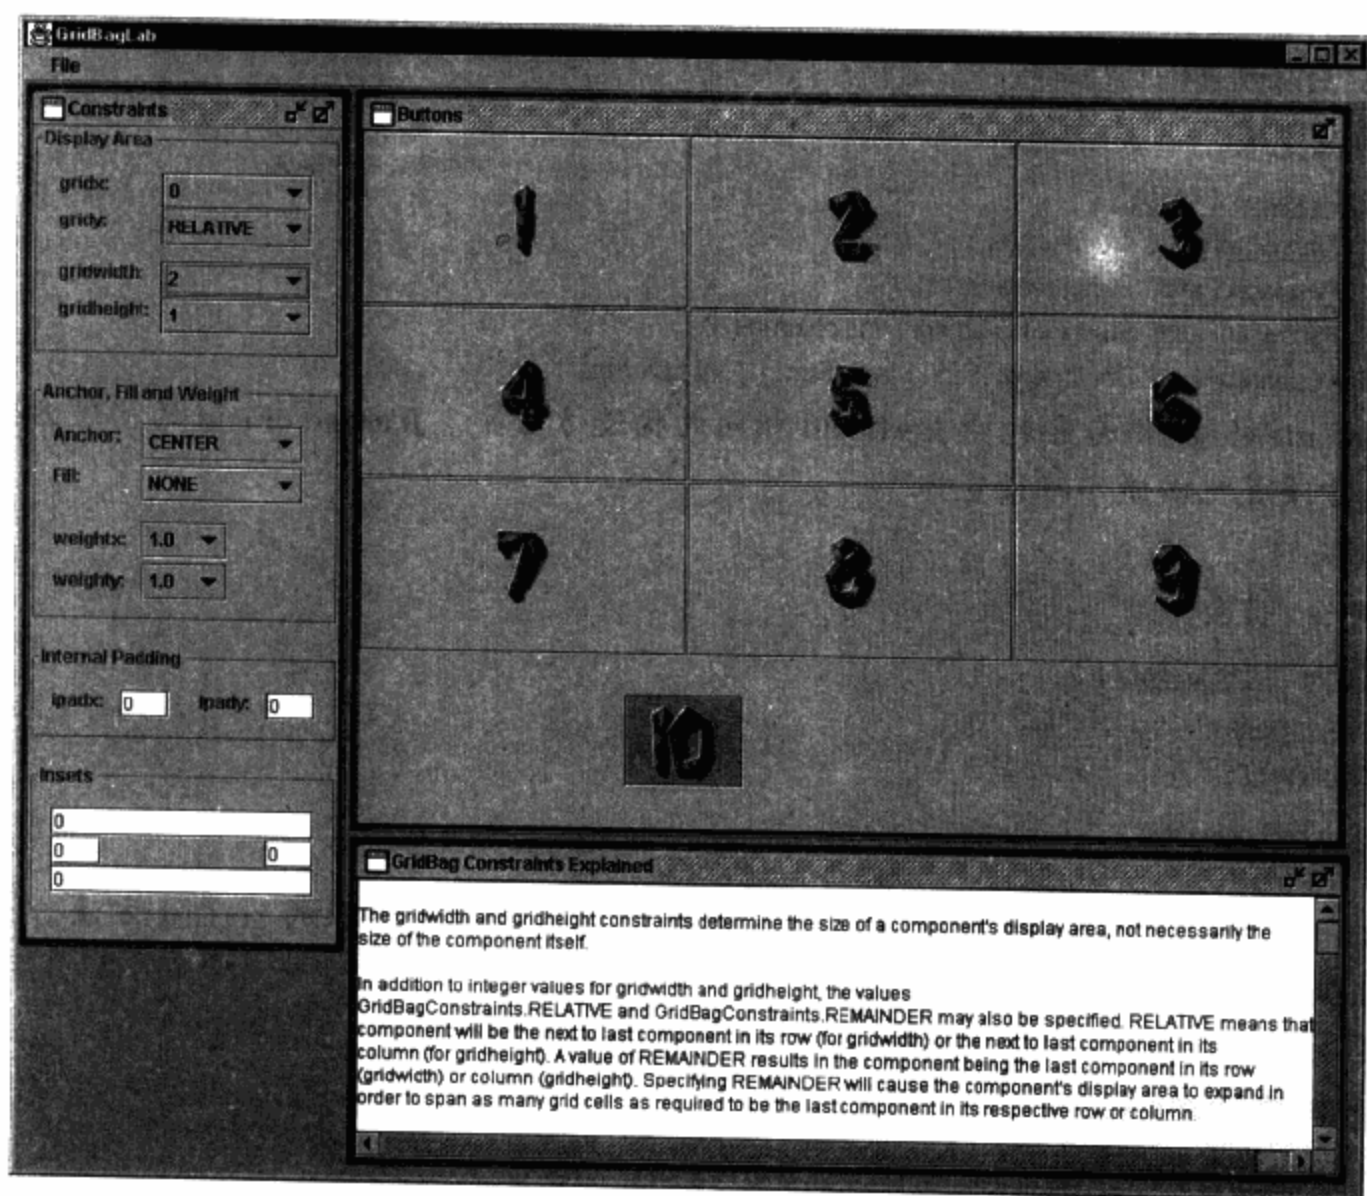 GridBagLab
File
Constraints
Display Area
gridx: 0
gridy: RELATIVE
gridwidth: 2
gridheight: 1
Anchor, Fill and Weight
Anchor: CENTER
Fill: NONE
weightx: 1.0
weighty: 1.0
Internal Padding
ipadx: 0 ipady: 0
Insets
0
0 0
0
Buttons
1 2 3
4 5 6
7 8 9
10
GridBag Constraints Explained
The gridwidth and gridheight constraints determine the size of a component's display area, not necessarily the
size of the component itself.
In addition to integer values for gridwidth and gridheight, the values
GridBagConstraints.RELATIVE and GridBagConstraints.REMAINDER may also be specified. RELATIVE means that
component will be the next to last component in its row (for gridwidth) or the next to last component in its
column (for gridheight). A value of REMAINDER results in the component being the last component in its row
(gridwidth) or column (gridheight). Specifying REMAINDER will cause the component's display area to expand in
order to span as many grid cells as required to be the last component in its respective row or column.